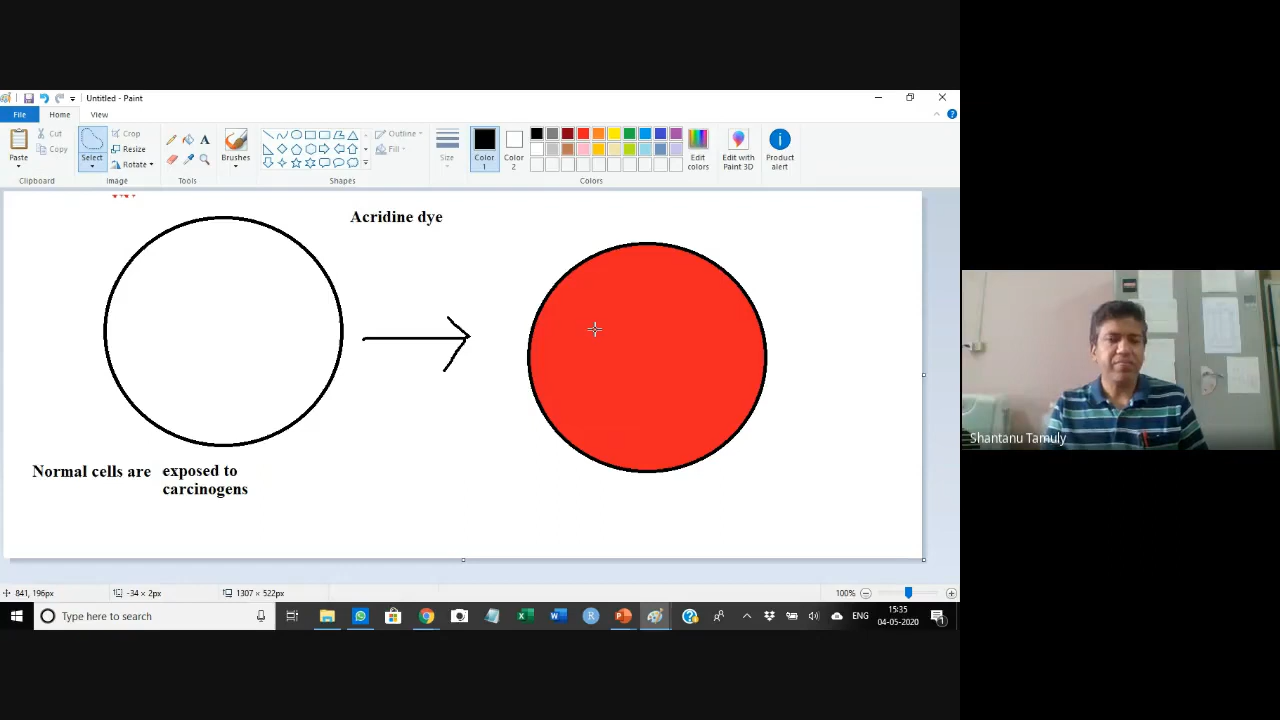 Untitled - Paint
File
Home
View
Paste
Cut
Copy
Clipboard
Select
Crop
Resize
Rotate
Image
A
Tools
Brushes
Outline
Fill
Shapes
Size
Color
1
Color
2
Edit
colors
Colors
Edit with
Paint 3D
Product
alert
Acridine dye
Normal cells are exposed to
carcinogens
Shantanu Tamuly
841, 196px
-34 × 2px
1307 × 522px
100%
Type here to search
ENG
15:35
04-05-2020